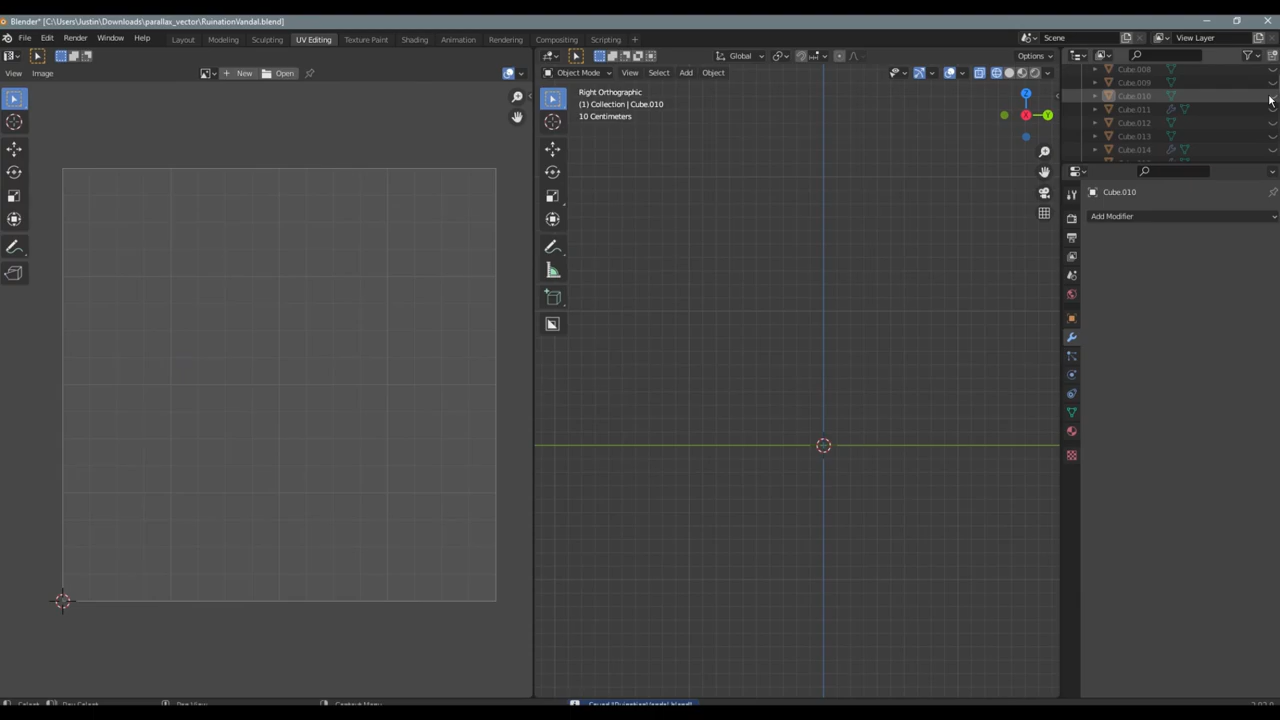 Blender* [C:\Users\Justin\Downloads\parallax_vector\RuinationVandal.blend]
File Edit Render Window Help Layout Modeling Sculpting UV Editing Texture Paint Shading Animation Rendering Compositing Scripting + Scene View Layer
Global Options
View Image New Open Object Mode View Select Add Object
Cube.008
Cube.009
Cube.010
Cube.011
Cube.012
Cube.013
Cube.014
Right Orthographic
(1) Collection | Cube.010
10 Centimeters
Z
X Y
Cube.010
Add Modifier